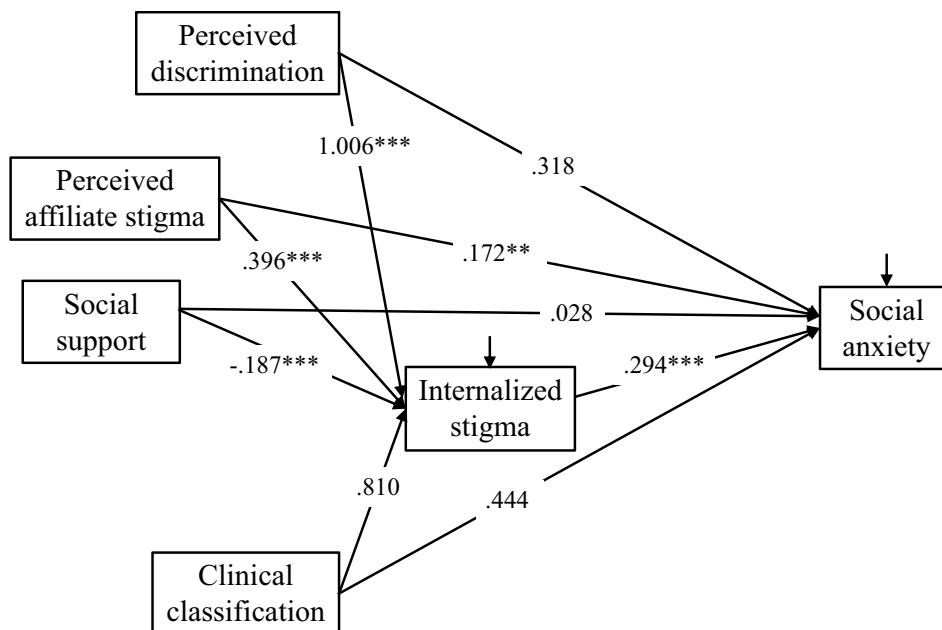 Perceived
discrimination
1.006***
.318
Perceived
affiliate stigma
.396***
.172**
Social
support
-.187***
.028
Social
anxiety
Internalized
stigma
.294***
.810
.444
Clinical
classification